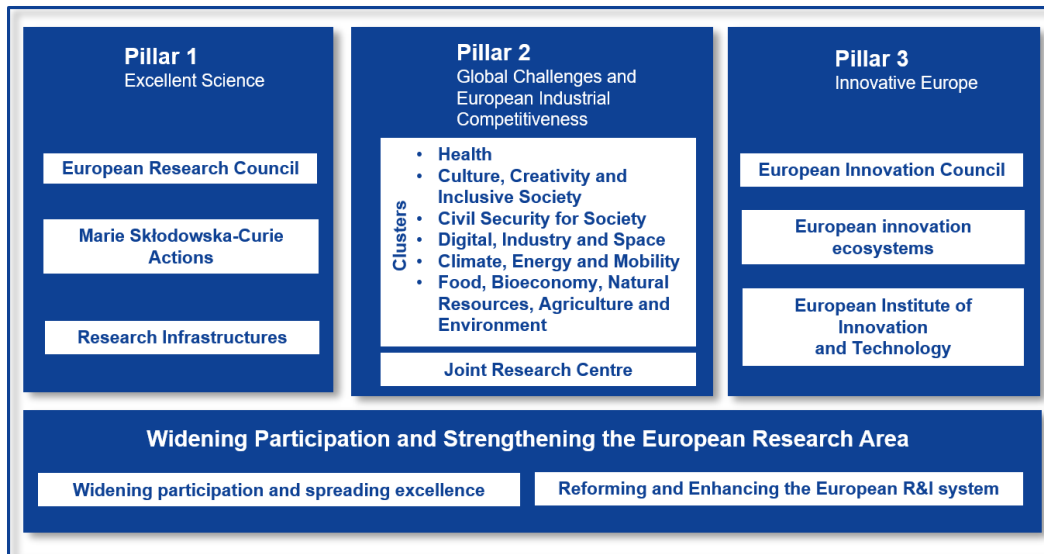 Pillar 1
Excellent Science
European Research Council
Marie Skłodowska-Curie
Actions
Research Infrastructures
Pillar 2
Global Challenges and
European Industrial
Competitiveness
Clusters
• Health
• Culture, Creativity and
Inclusive Society
• Civil Security for Society
• Digital, Industry and Space
• Climate, Energy and Mobility
• Food, Bioeconomy, Natural
Resources, Agriculture and
Environment
Joint Research Centre
Pillar 3
Innovative Europe
European Innovation Council
European innovation
ecosystems
European Institute of
Innovation
and Technology
Widening Participation and Strengthening the European Research Area
Widening participation and spreading excellence
Reforming and Enhancing the European R&I system